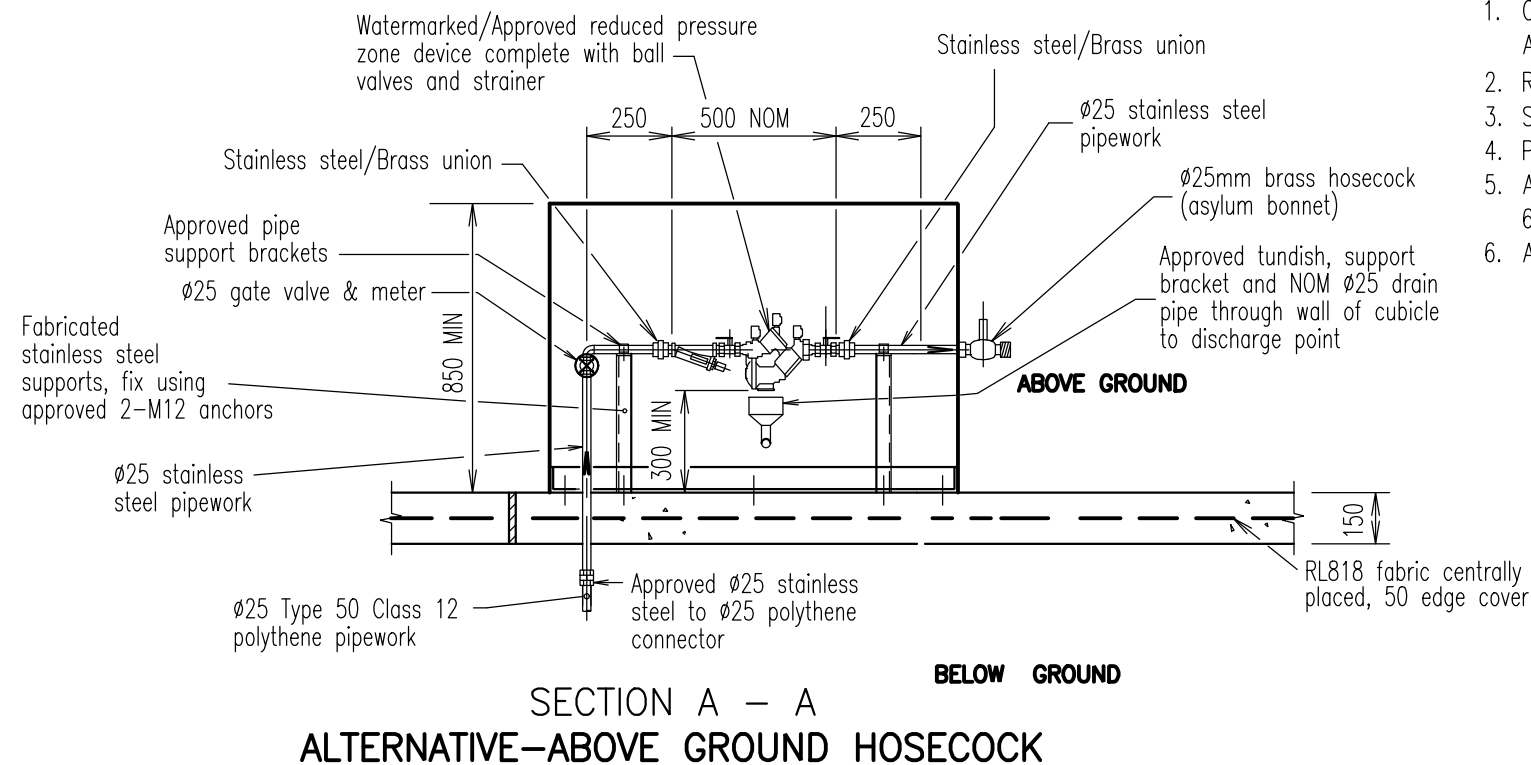 Watermarked/Approved reduced pressure
zone device complete with ball
valves and strainer
Stainless steel/Brass union
250
500 NOM
250
ø25 stainless steel
pipework
Stainless steel/Brass union
ø25mm brass hosecock
(asylum bonnet)
Approved pipe
support brackets
Approved tundish, support
bracket and NOM ø25 drain
pipe through wall of cubicle
to discharge point
ø25 gate valve & meter
Fabricated
stainless steel
supports, fix using
approved 2-M12 anchors
850 MIN
ABOVE GROUND
300 MIN
ø25 stainless
steel pipework
150
RL818 fabric centrally
placed, 50 edge cover
Approved ø25 stainless
steel to ø25 polythene
connector
ø25 Type 50 Class 12
polythene pipework
BELOW GROUND
SECTION A - A
ALTERNATIVE-ABOVE GROUND HOSECOCK
1.
2.
3.
4.
5.
6
6.